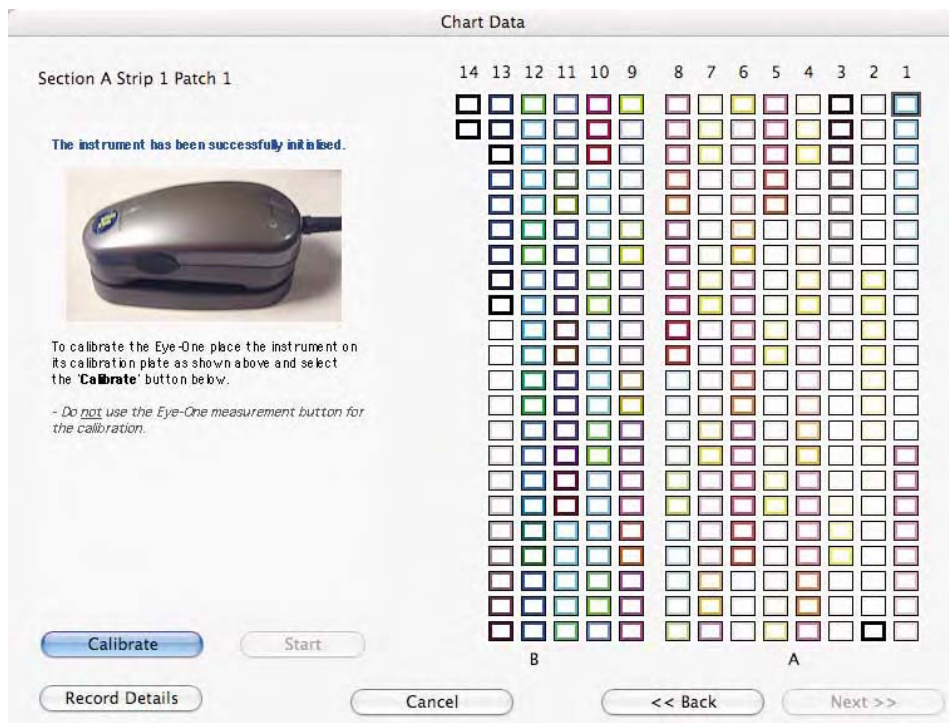 Chart Data
Section A Strip 1 Patch 1
14 13 12 11 10 9 8 7 6 5 4 3 2 1
The instrument has been successfully initialised.
To calibrate the Eye-One place the instrument on
its calibration plate as shown above and select
the 'Calibrate' button below.
- Do not use the Eye-One measurement button for
the calibration.
B A
Calibrate Start
Record Details Cancel << Back Next >>